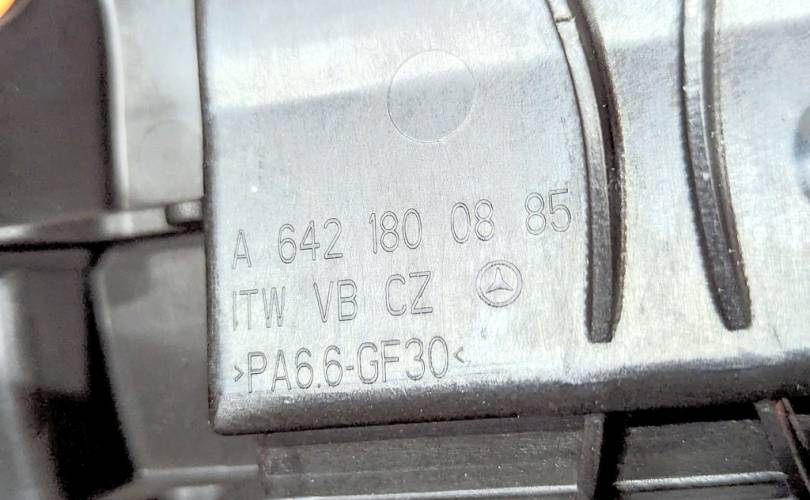 A 642 180 08 85
ITW VB CZ
>PA6.6-GF30<